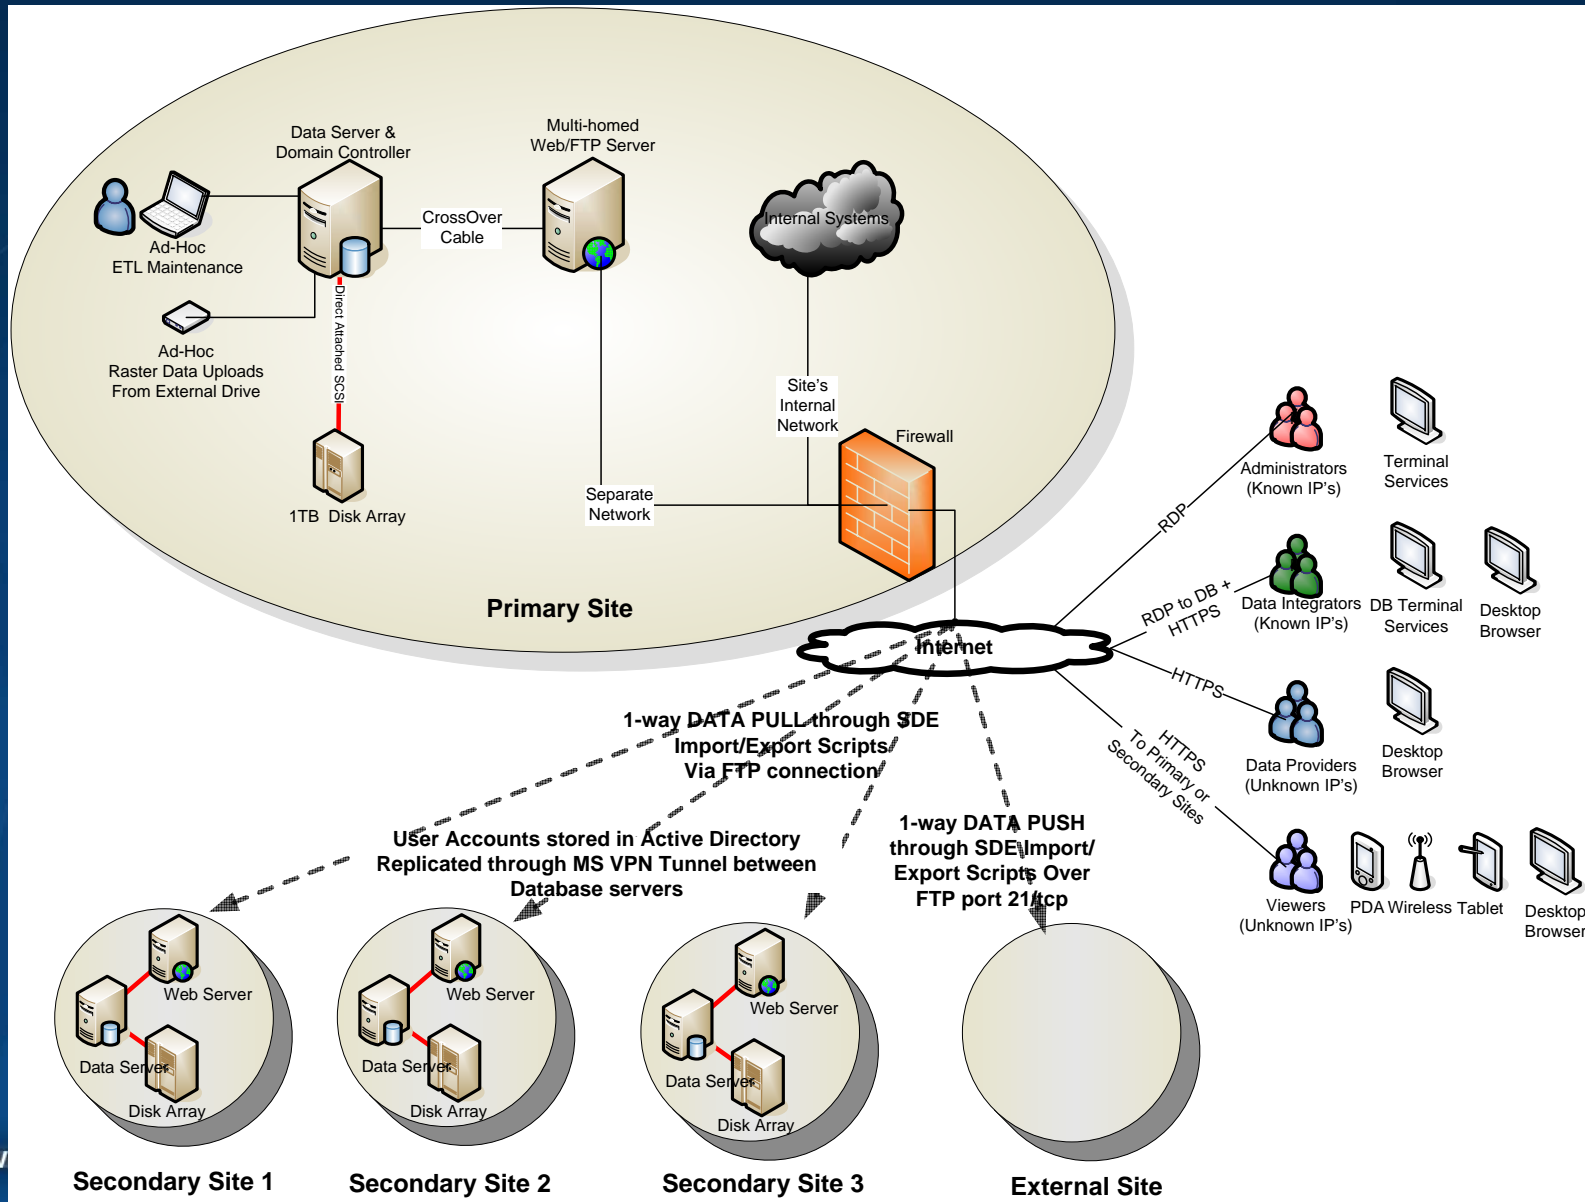 Data Server &
Domain Controller
Multi-homed
Web/FTP Server
CrossOver
Cable
Internal Systems
Ad-Hoc
ETL Maintenance
Direct Attached SCSI
Ad-Hoc
Raster Data Uploads
From External Drive
1TB Disk Array
Site's
Internal
Network
Firewall
Separate
Network
Primary Site
Internet
RDP
Administrators
(Known IP's)
Terminal
Services
RDP to DB +
HTTPS
Data Integrators
(Known IP's)
DB Terminal
Services
Desktop
Browser
HTTPS
Data Providers
(Unknown IP's)
Desktop
Browser
HTTPS
To Primary or
Secondary Sites
Viewers
(Unknown IP's)
PDA
Wireless
Tablet
Desktop
Browser
1-way DATA PULL through SDE
Import/Export Scripts
Via FTP connection
User Accounts stored in Active Directory
Replicated through MS VPN Tunnel between
Database servers
1-way DATA PUSH
through SDE Import/
Export Scripts Over
FTP port 21/tcp
Web Server
Data Server
Disk Array
Secondary Site 1
Web Server
Data Server
Disk Array
Secondary Site 2
Web Server
Data Server
Disk Array
Secondary Site 3
External Site